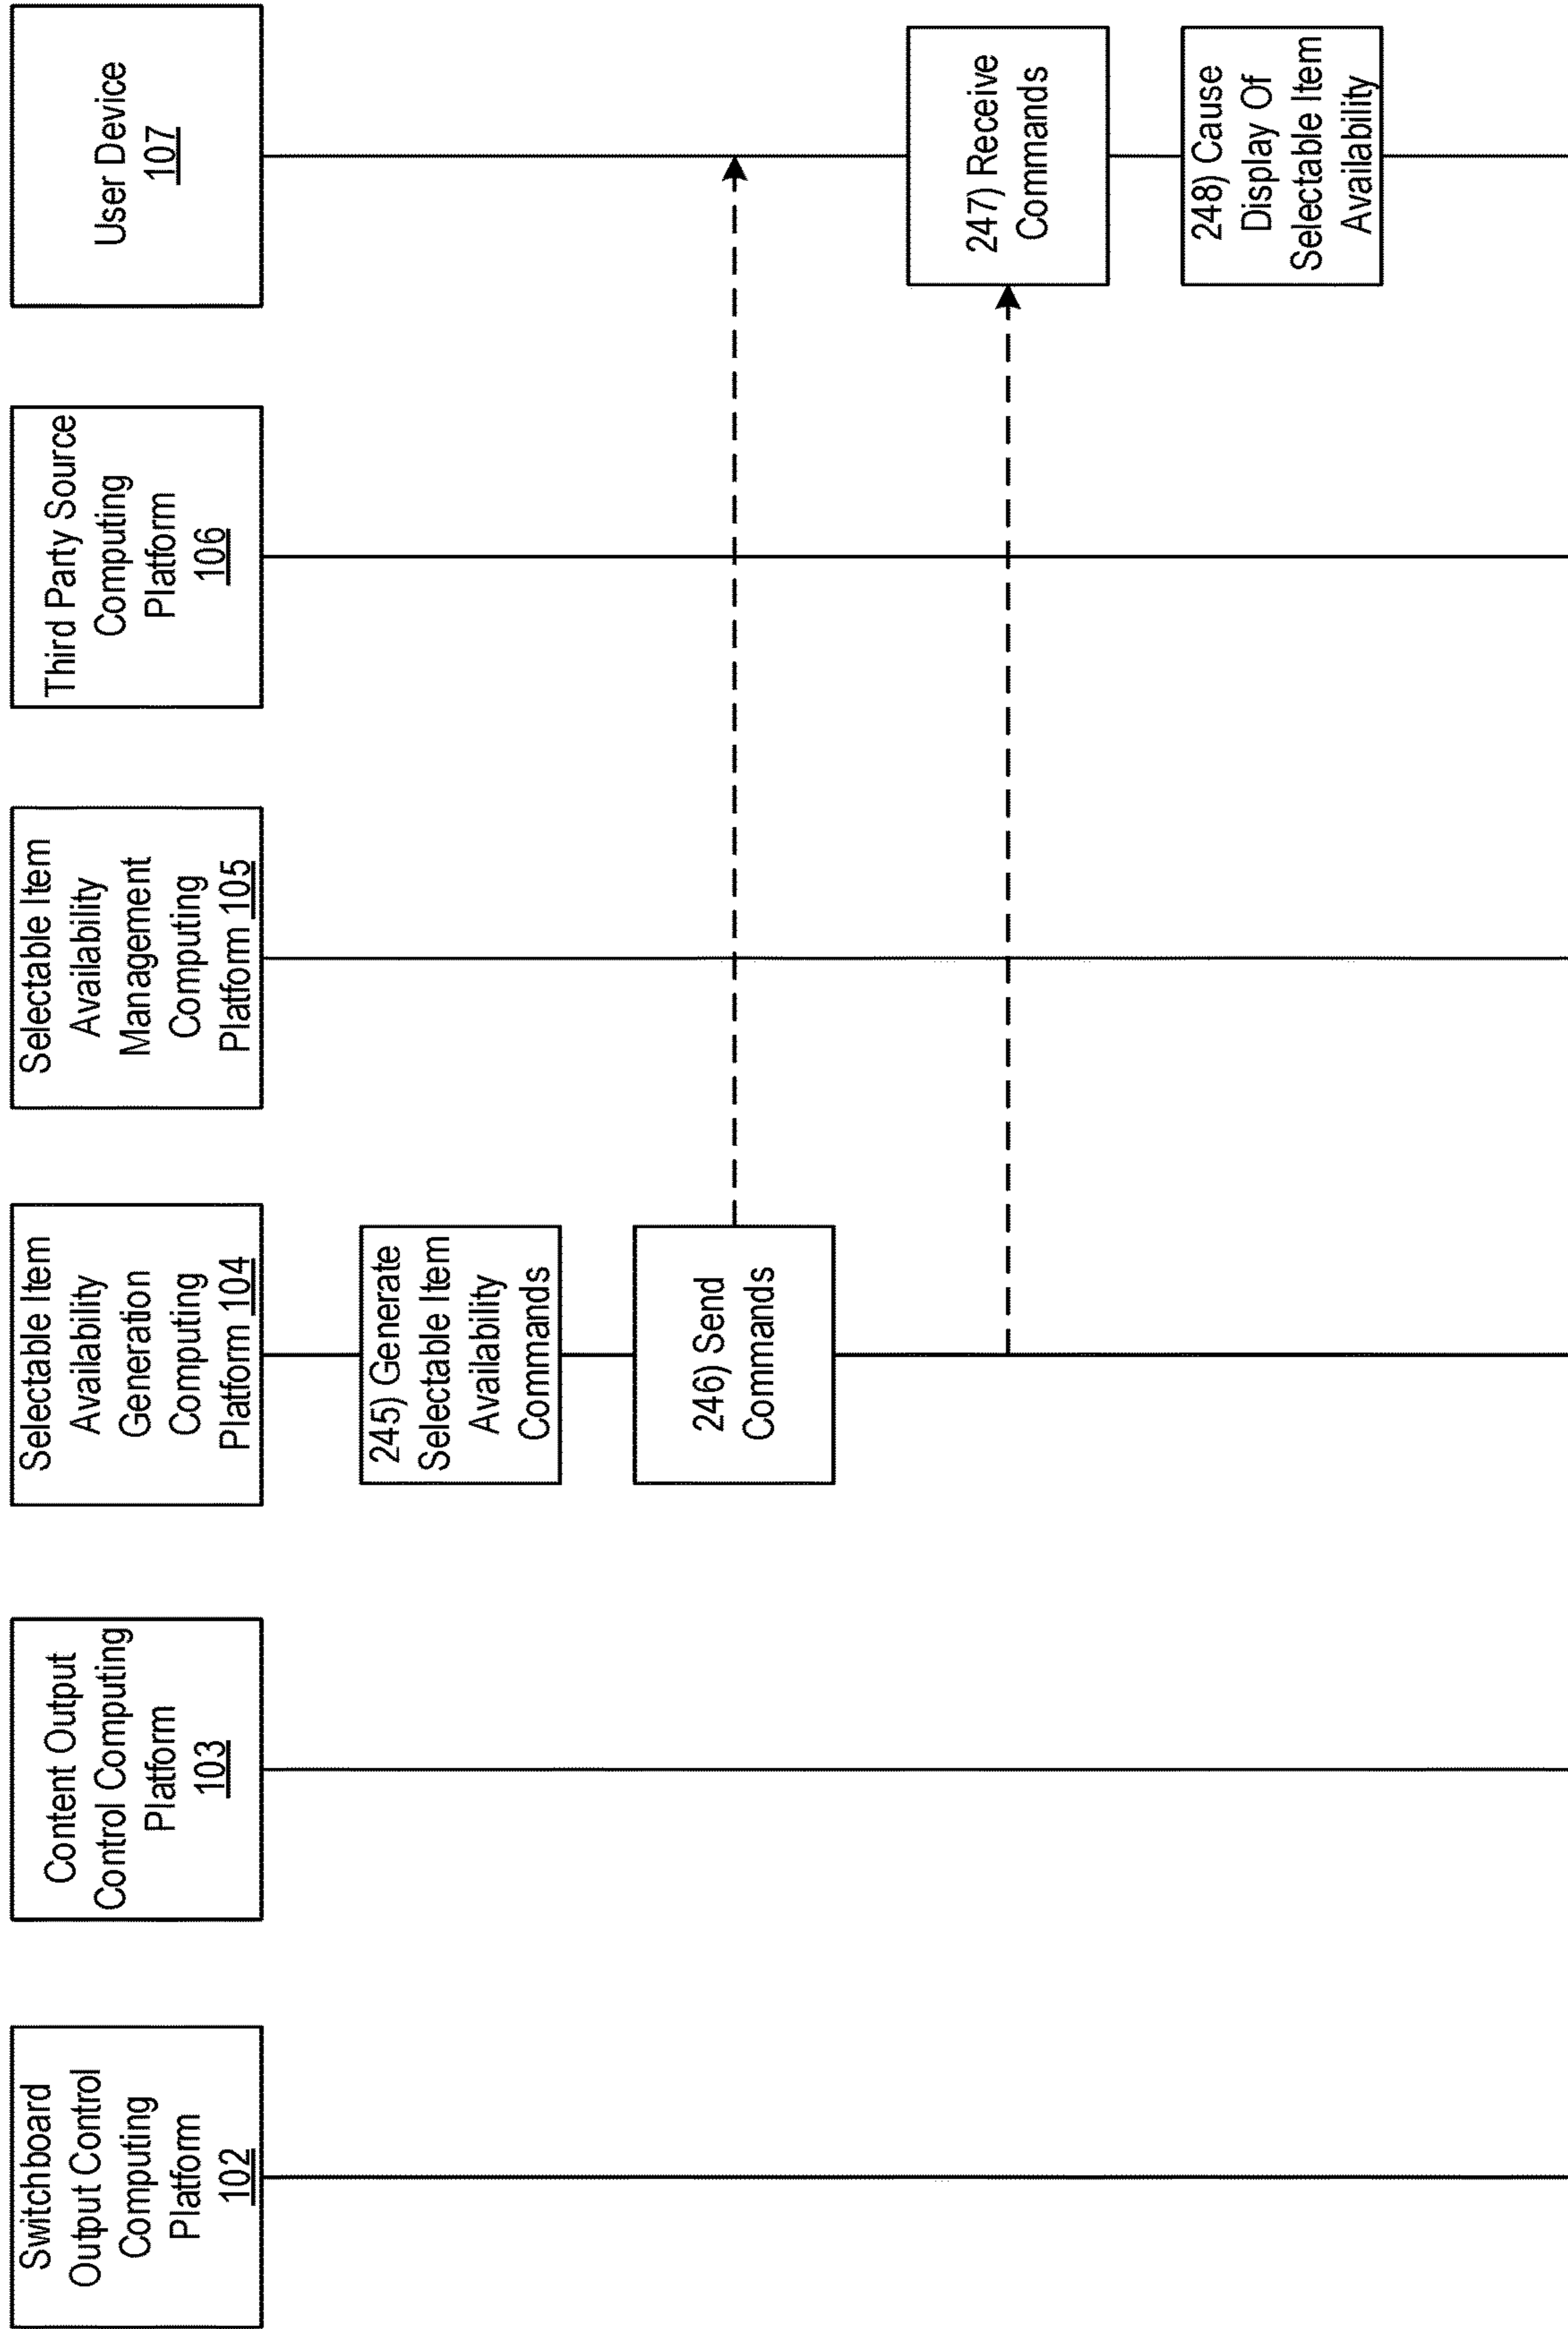 Switchboard
Output Control
Computing
Platform
102
Content Output
Control Computing
Platform
103
Selectable Item
Availability
Generation
Computing
Platform 104
Selectable Item
Availability
Management
Computing
Platform 105
Third Party Source
Computing
Platform
106
User Device
107
245) Generate
Selectable Item
Availability
Commands
246) Send
Commands
247) Receive
Commands
248) Cause
Display Of
Selectable Item
Availability